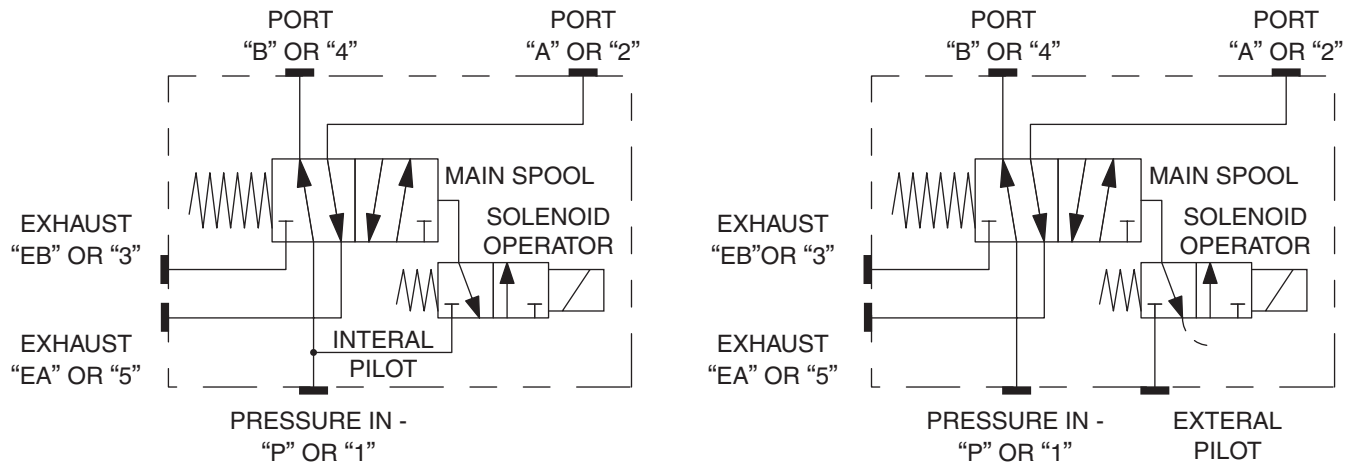 PORT
“B” OR “4”
PORT
“A” OR “2”
MAIN SPOOL
SOLENOID
OPERATOR
EXHAUST
“EB” OR “3”
EXHAUST
“EA” OR “5”
INTERAL
PILOT
PRESSURE IN -
“P” OR “1”
PORT
“B” OR “4”
PORT
“A” OR “2”
MAIN SPOOL
SOLENOID
OPERATOR
EXHAUST
“EB”OR “3”
EXHAUST
“EA” OR “5”
PRESSURE IN -
“P” OR “1”
EXTERAL
PILOT